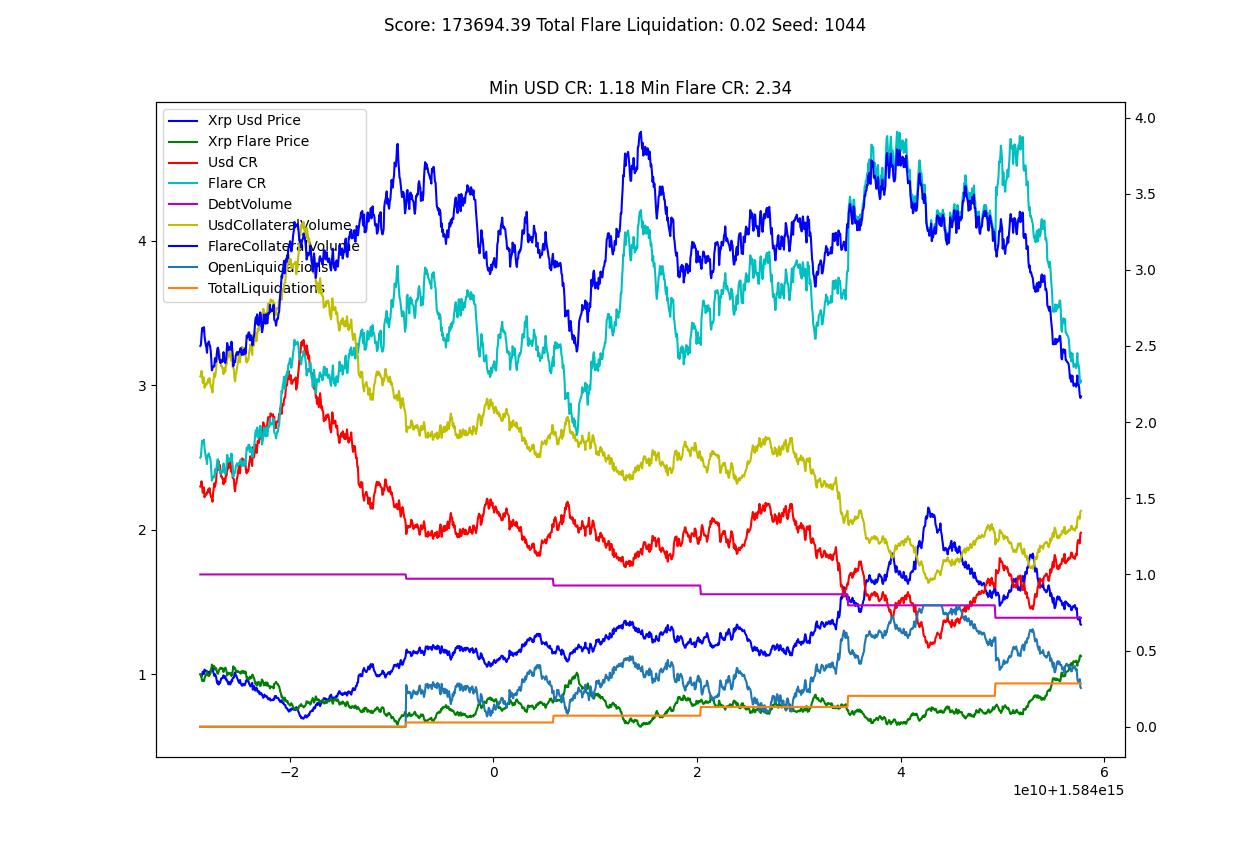 Score: 173694.39 Total Flare Liquidation: 0.02 Seed: 1044
Min USD CR: 1.18 Min Flare CR: 2.34
Xrp Usd Price
Xrp Flare Price
Usd CR
Flare CR
DebtVolume
UsdCollateralVolume
FlareCollateralVolume
OpenLiquidations
TotalLiquidations
4
3
2
1
4.0
3.5
3.0
2.5
2.0
1.5
1.0
0.5
0.0
−2
0
2
4
6
1e10+1.584e15